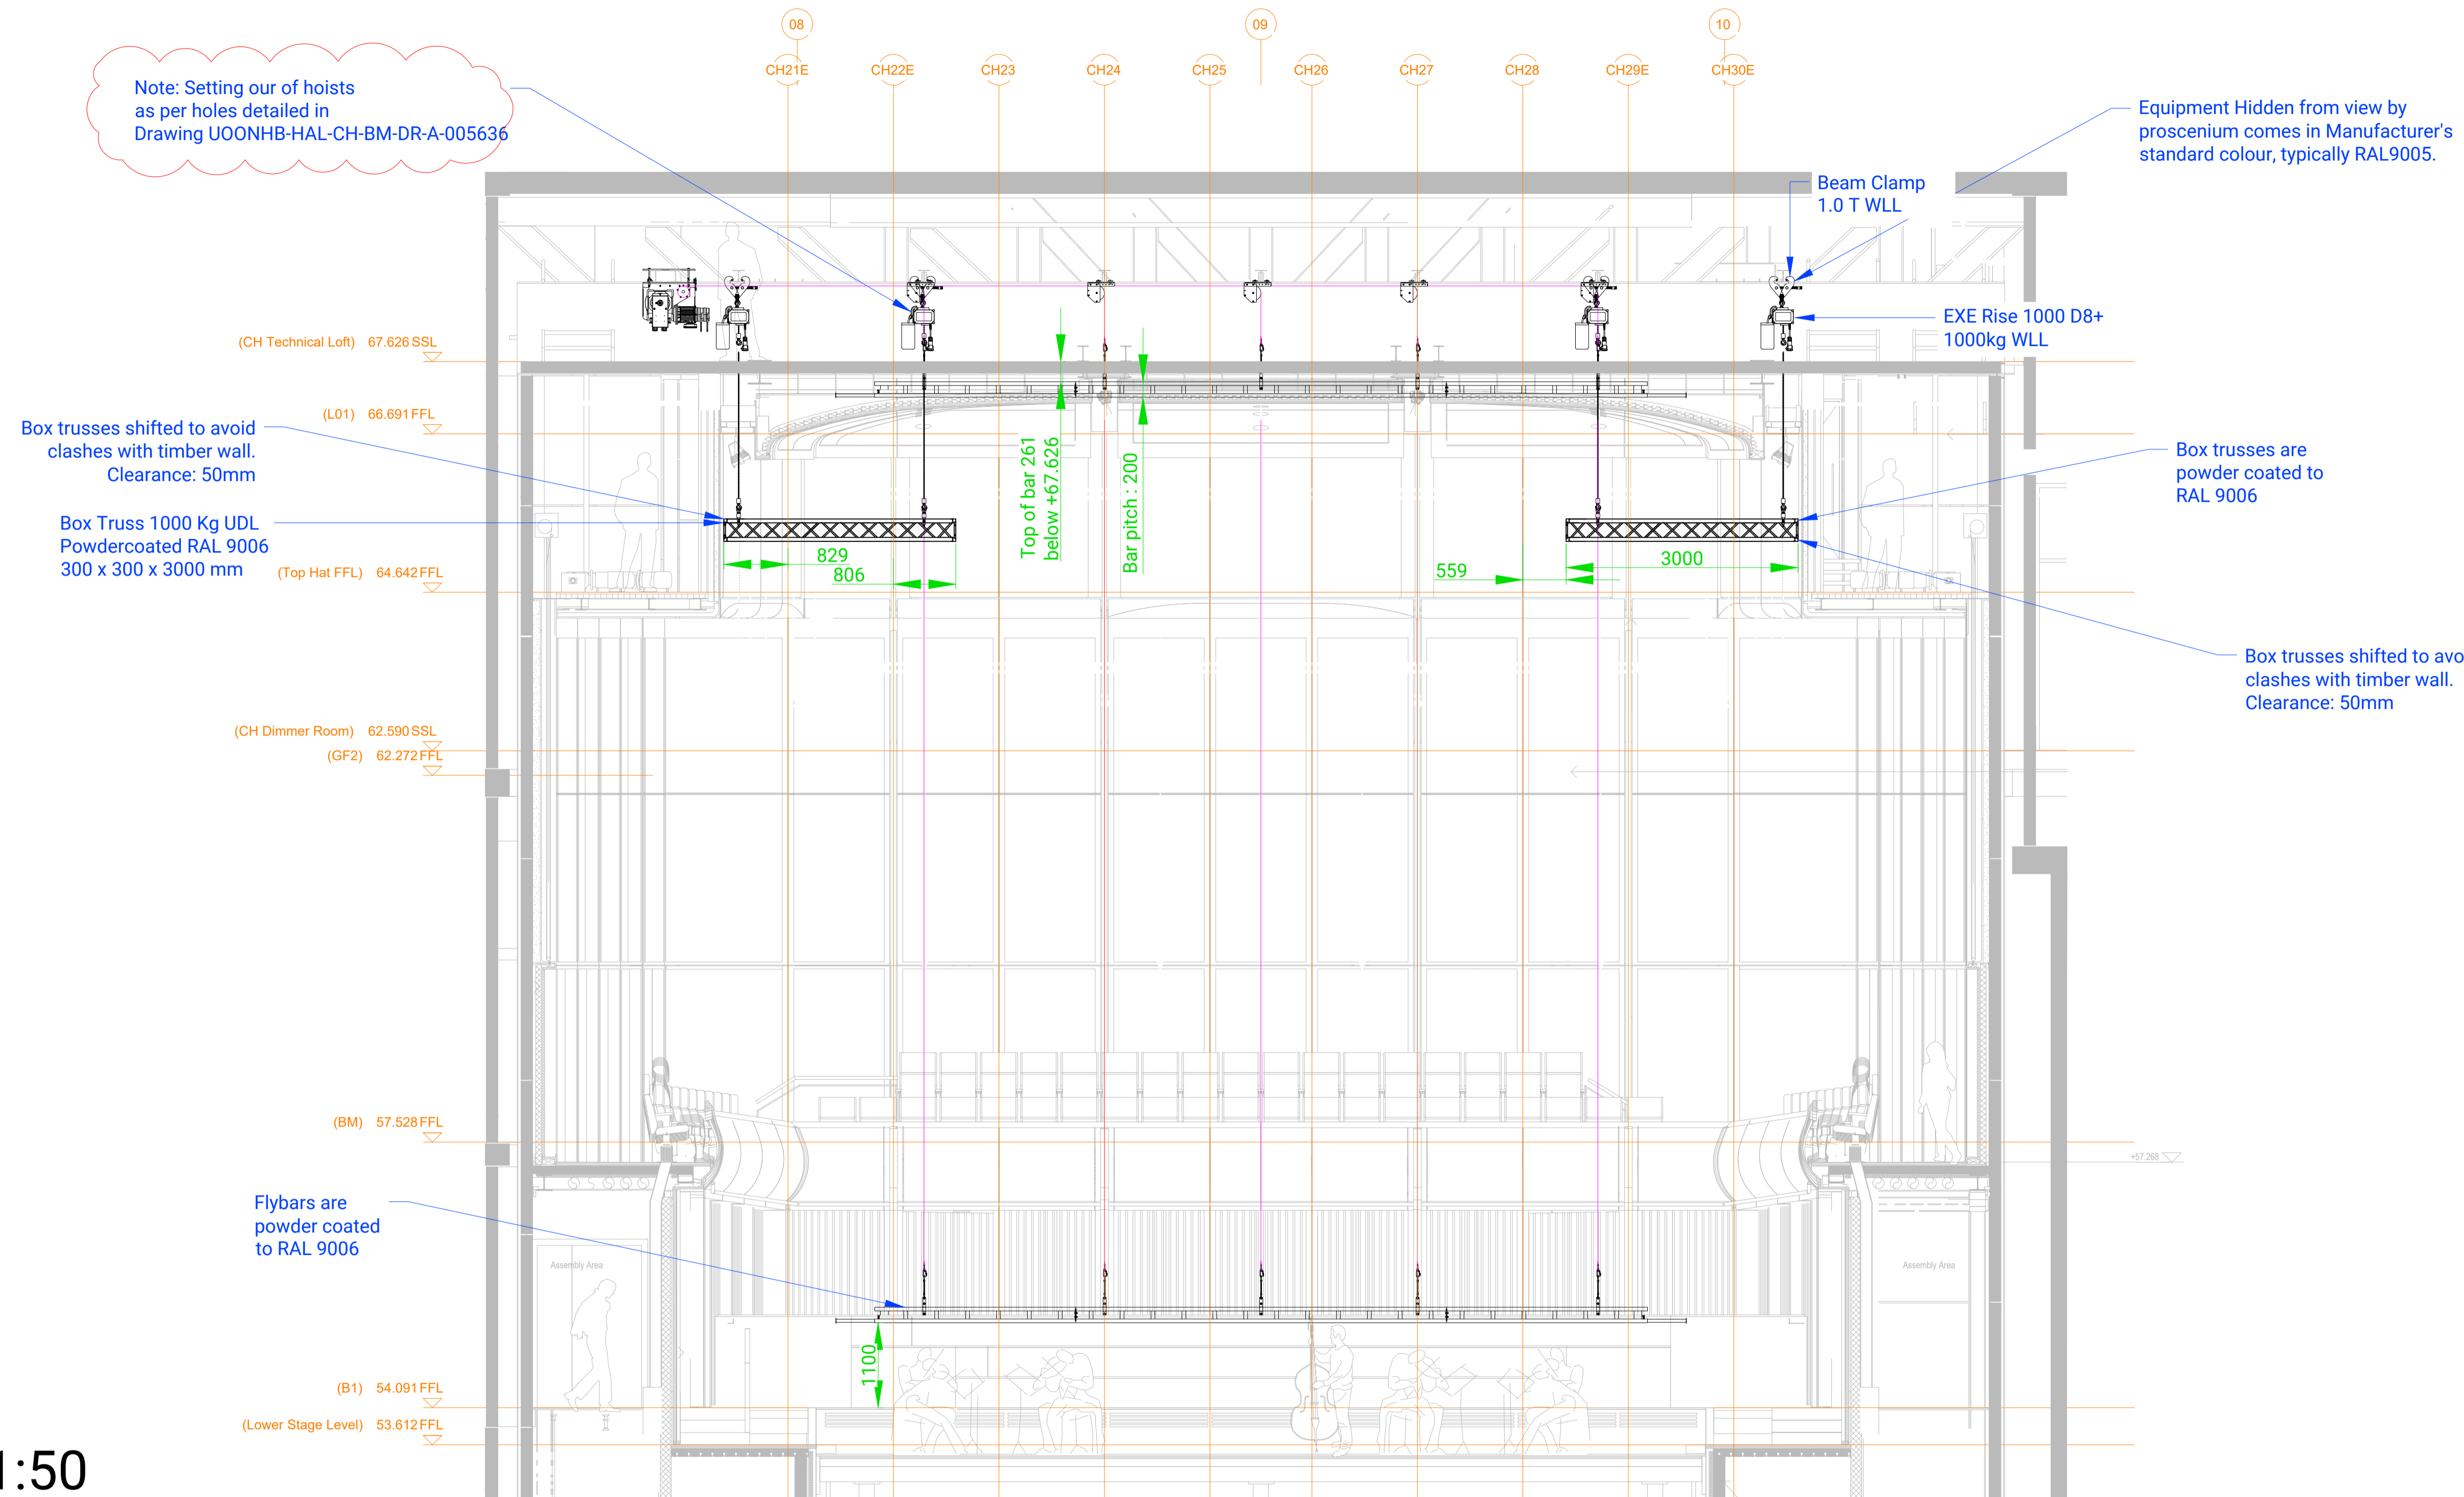 08
09
10
CH21E
CH22E
CH23
CH24
CH25
CH26
CH27
CH28
CH29E
CH30E
Note: Setting our of hoists
as per holes detailed in
Drawing UOONHB-HAL-CH-BM-DR-A-005636
Equipment Hidden from view by
proscenium comes in Manufacturer's
standard colour, typically RAL9005.
Beam Clamp
1.0 T WLL
EXE Rise 1000 D8+
1000kg WLL
(CH Technical Loft) 67.626 SSL
(L01) 66.691 FFL
Box trusses shifted to avoid
clashes with timber wall.
Clearance: 50mm
Box Truss 1000 Kg UDL
Powdercoated RAL 9006
300 x 300 x 3000 mm
(Top Hat FFL) 64.642 FFL
Top of bar 261
below +67.626
Bar pitch : 200
829
806
559
3000
Box trusses are
powder coated to
RAL 9006
Box trusses shifted to avo
clashes with timber wall.
Clearance: 50mm
(CH Dimmer Room) 62.590 SSL
(GF2) 62.272 FFL
(BM) 57.528 FFL
+57.268
Flybars are
powder coated
to RAL 9006
Assembly Area
Assembly Area
1100
(B1) 54.091 FFL
(Lower Stage Level) 53.612 FFL
1:50